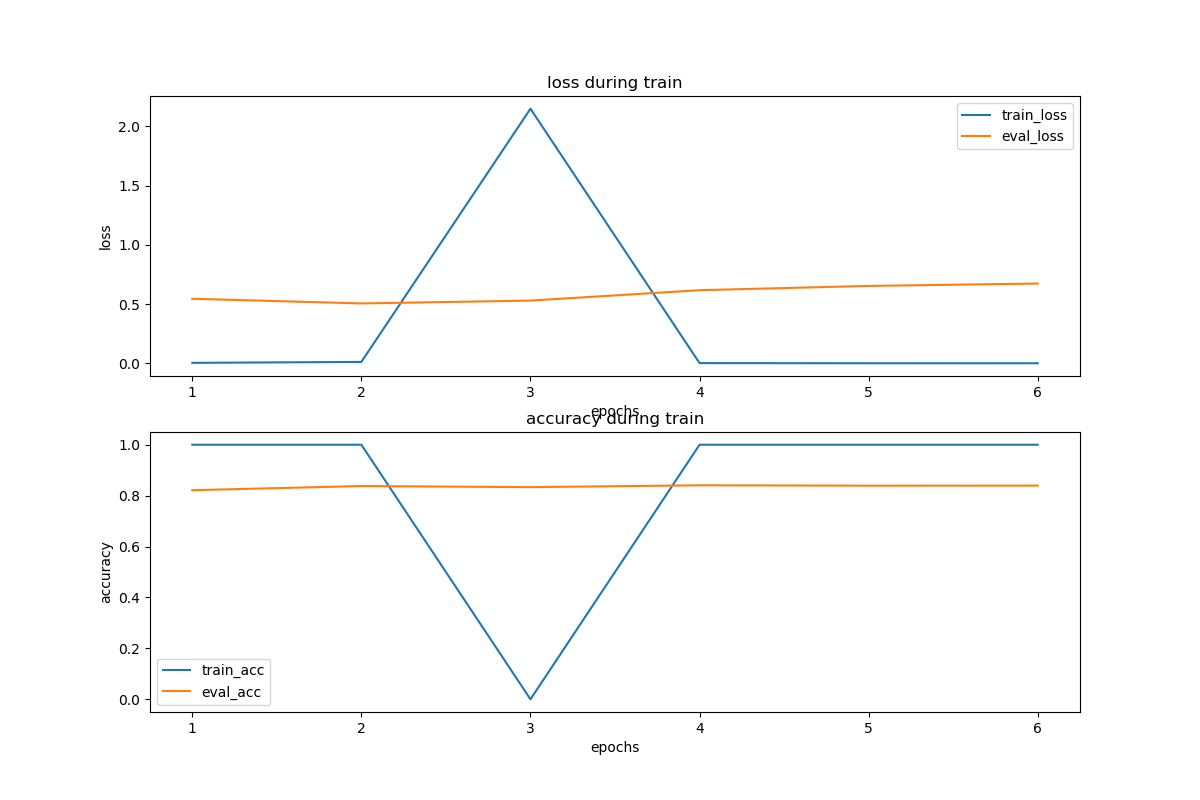 loss during train
train_loss
eval_loss
2.0
1.5
1.0
0.5
0.0
loss
1 2 3 4 5 6
epochs
accuracy during train
1.0
0.8
0.6
0.4
0.2
0.0
accuracy
train_acc
eval_acc
1 2 3 4 5 6
epochs